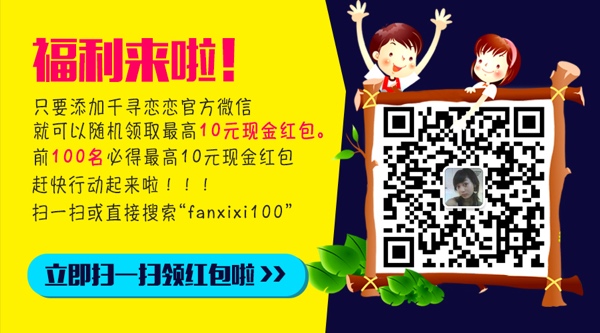 福利来啦!
只要添加千寻恋恋官方微信
就可以随机领取最高10元现金红包。
前100名必得最高10元现金红包
赶快行动起来啦！！！
扫一扫或直接搜索“fanxixi100”
立即扫一扫领红包啦 >>